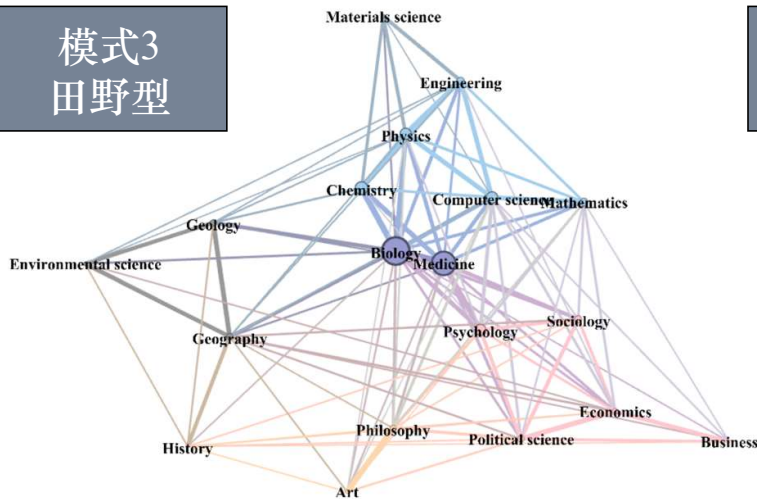 模式3
田野型
Materials science
Engineering
Physics
Chemistry
Computer science
Mathematics
Geology
Biology
Medicine
Environmental science
Geography
Psychology
Sociology
Economics
Philosophy
Political science
Business
History
Art